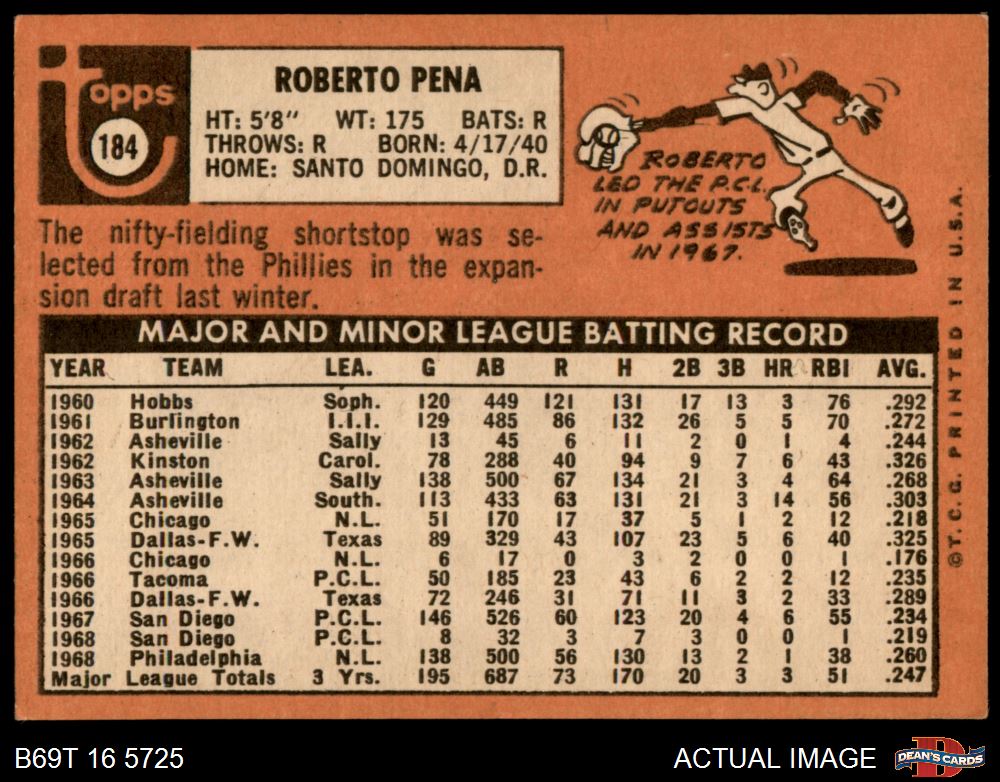 Topps
184
ROBERTO PENA
HT: 5'8" WT: 175 BATS: R
THROWS: R BORN: 4/17/40
HOME: SANTO DOMINGO, D.R.
ROBERTO
LED THE P.C.L.
IN PUTOUTS
AND ASSISTS
IN 1967.
The nifty-fielding shortstop was se-
lected from the Phillies in the expan-
sion draft last winter.
MAJOR AND MINOR LEAGUE BATTING RECORD
YEAR TEAM LEA. G AB R H 2B 3B HR RBI AVG.
1960 Hobbs Soph. 120 449 121 131 17 13 3 76 .292
1961 Burlington I.I.I. 129 485 86 132 26 5 5 70 .272
1962 Asheville Sally 13 45 6 11 2 0 1 4 .244
1962 Kinston Carol. 78 288 40 94 9 7 6 43 .326
1963 Asheville Sally 138 500 67 134 21 3 4 64 .268
1964 Asheville South. 113 433 63 131 21 3 14 56 .303
1965 Chicago N.L. 51 170 17 37 5 1 2 12 .218
1965 Dallas-F.W. Texas 89 329 43 107 23 5 6 40 .325
1966 Chicago N.L. 6 17 0 3 2 0 0 1 .176
1966 Tacoma P.C.L. 50 185 23 43 6 2 2 12 .235
1966 Dallas-F.W. Texas 72 246 31 71 11 3 2 33 .289
1967 San Diego P.C.L. 146 526 60 123 20 4 6 55 .234
1968 San Diego P.C.L. 8 32 3 7 3 0 0 1 .219
1968 Philadelphia N.L. 138 500 56 130 13 2 1 38 .260
Major League Totals 3 Yrs. 195 687 73 170 20 3 3 51 .247
©T.C.G. PRINTED IN U.S.A.
B69T 16 5725
ACTUAL IMAGE
D
DEAN'S CARDS